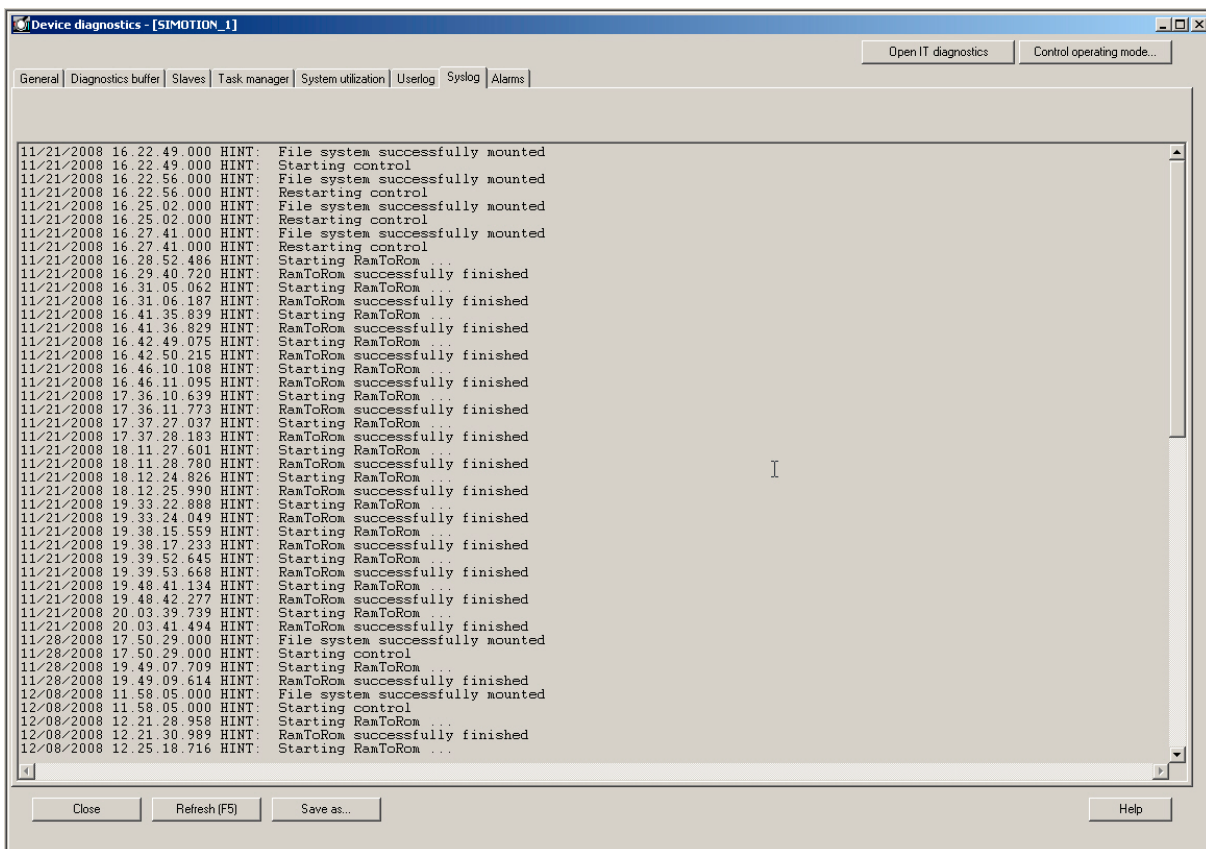 Device diagnostics - [SIMOTION_1]
Open IT diagnostics Control operating mode...
General Diagnostics buffer Slaves Task manager System utilization Userlog Syslog Alarms
11/21/2008 16.22.49.000 HINT: File system successfully mounted
11/21/2008 16.22.49.000 HINT: Starting control
11/21/2008 16.22.56.000 HINT: File system successfully mounted
11/21/2008 16.22.56.000 HINT: Restarting control
11/21/2008 16.25.02.000 HINT: File system successfully mounted
11/21/2008 16.25.02.000 HINT: Restarting control
11/21/2008 16.27.41.000 HINT: File system successfully mounted
11/21/2008 16.27.41.000 HINT: Restarting control
11/21/2008 16.28.52.486 HINT: Starting RamToRom ...
11/21/2008 16.29.40.720 HINT: RamToRom successfully finished
11/21/2008 16.31.05.062 HINT: Starting RamToRom ...
11/21/2008 16.31.06.187 HINT: RamToRom successfully finished
11/21/2008 16.41.35.839 HINT: Starting RamToRom ...
11/21/2008 16.41.36.829 HINT: RamToRom successfully finished
11/21/2008 16.42.49.075 HINT: Starting RamToRom ...
11/21/2008 16.42.50.215 HINT: RamToRom successfully finished
11/21/2008 16.46.10.108 HINT: Starting RamToRom ...
11/21/2008 16.46.11.095 HINT: RamToRom successfully finished
11/21/2008 17.36.10.639 HINT: Starting RamToRom ...
11/21/2008 17.36.11.773 HINT: RamToRom successfully finished
11/21/2008 17.37.27.037 HINT: Starting RamToRom ...
11/21/2008 17.37.28.183 HINT: RamToRom successfully finished
11/21/2008 18.11.27.601 HINT: Starting RamToRom ...
11/21/2008 18.11.28.780 HINT: RamToRom successfully finished
11/21/2008 18.12.24.826 HINT: Starting RamToRom ...
11/21/2008 18.12.25.990 HINT: RamToRom successfully finished
11/21/2008 19.33.22.888 HINT: Starting RamToRom ...
11/21/2008 19.33.24.049 HINT: RamToRom successfully finished
11/21/2008 19.38.15.559 HINT: Starting RamToRom ...
11/21/2008 19.38.17.233 HINT: RamToRom successfully finished
11/21/2008 19.39.52.645 HINT: Starting RamToRom ...
11/21/2008 19.39.53.668 HINT: RamToRom successfully finished
11/21/2008 19.48.41.134 HINT: Starting RamToRom ...
11/21/2008 19.48.42.277 HINT: RamToRom successfully finished
11/21/2008 20.03.39.739 HINT: Starting RamToRom ...
11/21/2008 20.03.41.494 HINT: RamToRom successfully finished
11/28/2008 17.50.29.000 HINT: File system successfully mounted
11/28/2008 17.50.29.000 HINT: Starting control
11/28/2008 19.49.07.709 HINT: Starting RamToRom ...
11/28/2008 19.49.09.614 HINT: RamToRom successfully finished
12/08/2008 11.58.05.000 HINT: File system successfully mounted
12/08/2008 11.58.05.000 HINT: Starting control
12/08/2008 12.21.28.958 HINT: Starting RamToRom ...
12/08/2008 12.21.30.989 HINT: RamToRom successfully finished
12/08/2008 12.25.18.716 HINT: Starting RamToRom ...
Close Refresh (F5) Save as... Help